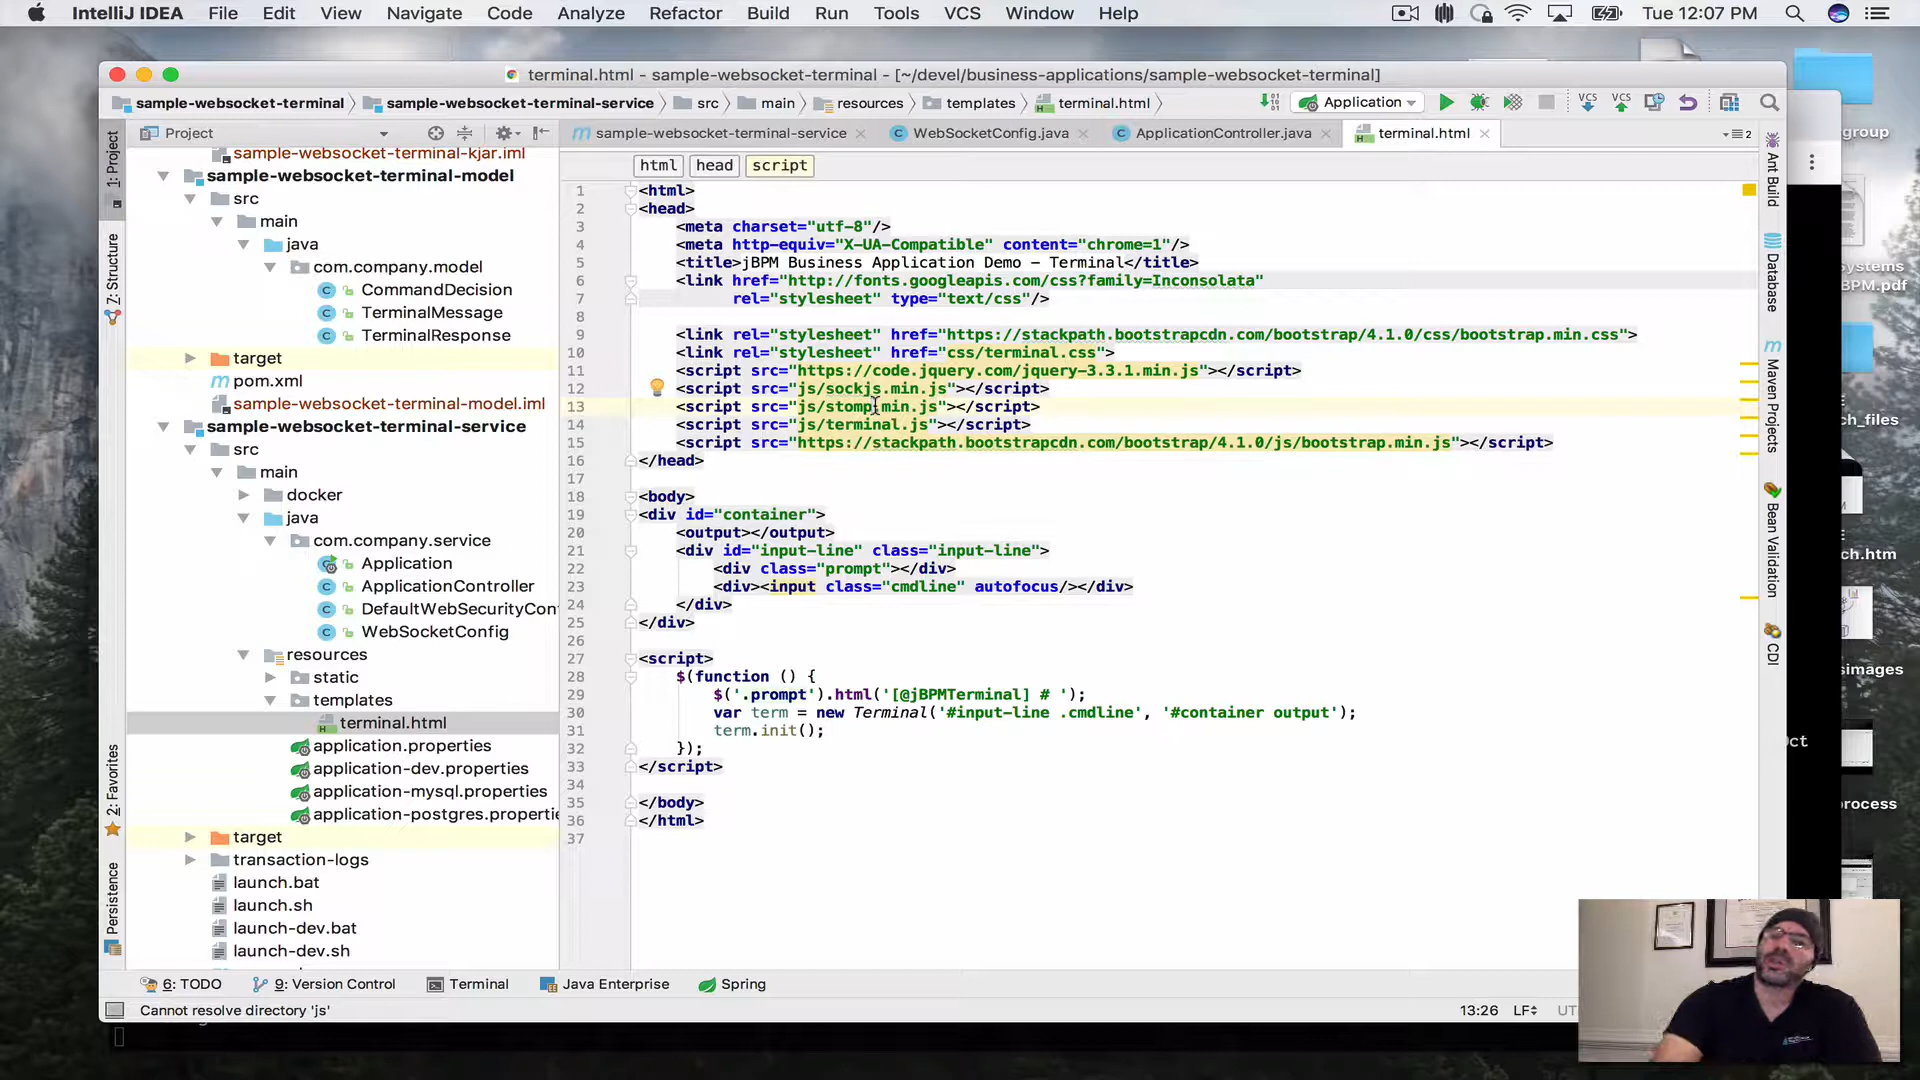 IntelliJ IDEA File Edit View Navigate Code Analyze Refactor Build Run Tools VCS Window Help Tue 12:07 PM
terminal.html - sample-websocket-terminal - [~/devel/business-applications/sample-websocket-terminal]
sample-websocket-terminal sample-websocket-terminal-service src main resources templates terminal.html Application VCS VCS
Project sample-websocket-terminal-service WebSocketConfig.java ApplicationController.java terminal.html 2
html head script
1: Project
Z: Structure
2: Favorites
Persistence
sample-websocket-terminal-kjar.iml
sample-websocket-terminal-model
src
main
java
com.company.model
CommandDecision
TerminalMessage
TerminalResponse
target
pom.xml
sample-websocket-terminal-model.iml
sample-websocket-terminal-service
src
main
docker
java
com.company.service
Application
ApplicationController
DefaultWebSecurityCon
WebSocketConfig
resources
static
templates
terminal.html
application.properties
application-dev.properties
application-mysql.properties
application-postgres.propertie
target
transaction-logs
launch.bat
launch.sh
launch-dev.bat
launch-dev.sh
1 <html>
2 <head>
3 <meta charset="utf-8"/>
4 <meta http-equiv="X-UA-Compatible" content="chrome=1"/>
5 <title>jBPM Business Application Demo - Terminal</title>
6 <link href="http://fonts.googleapis.com/css?family=Inconsolata"
7 rel="stylesheet" type="text/css"/>
8
9 <link rel="stylesheet" href="https://stackpath.bootstrapcdn.com/bootstrap/4.1.0/css/bootstrap.min.css">
10 <link rel="stylesheet" href="css/terminal.css">
11 <script src="https://code.jquery.com/jquery-3.3.1.min.js"></script>
12 <script src="js/sockjs.min.js"></script>
13 <script src="js/stomp.min.js"></script>
14 <script src="js/terminal.js"></script>
15 <script src="https://stackpath.bootstrapcdn.com/bootstrap/4.1.0/js/bootstrap.min.js"></script>
16 </head>
17
18 <body>
19 <div id="container">
20 <output></output>
21 <div id="input-line" class="input-line">
22 <div class="prompt"></div>
23 <div><input class="cmdline" autofocus/></div>
24 </div>
25 </div>
26
27 <script>
28 $(function () {
29 $('.prompt').html('[@jBPMTerminal] # ');
30 var term = new Terminal('#input-line .cmdline', '#container output');
31 term.init();
32 });
33 </script>
34
35 </body>
36 </html>
37
Ant Build
Database
Maven Projects
Bean Validation
CDI
group
Systems
BPM.pdf
ch_files
ch.htm
simages
Oct
process
6: TODO 9: Version Control Terminal Java Enterprise Spring
Cannot resolve directory 'js' 13:26 LF UT